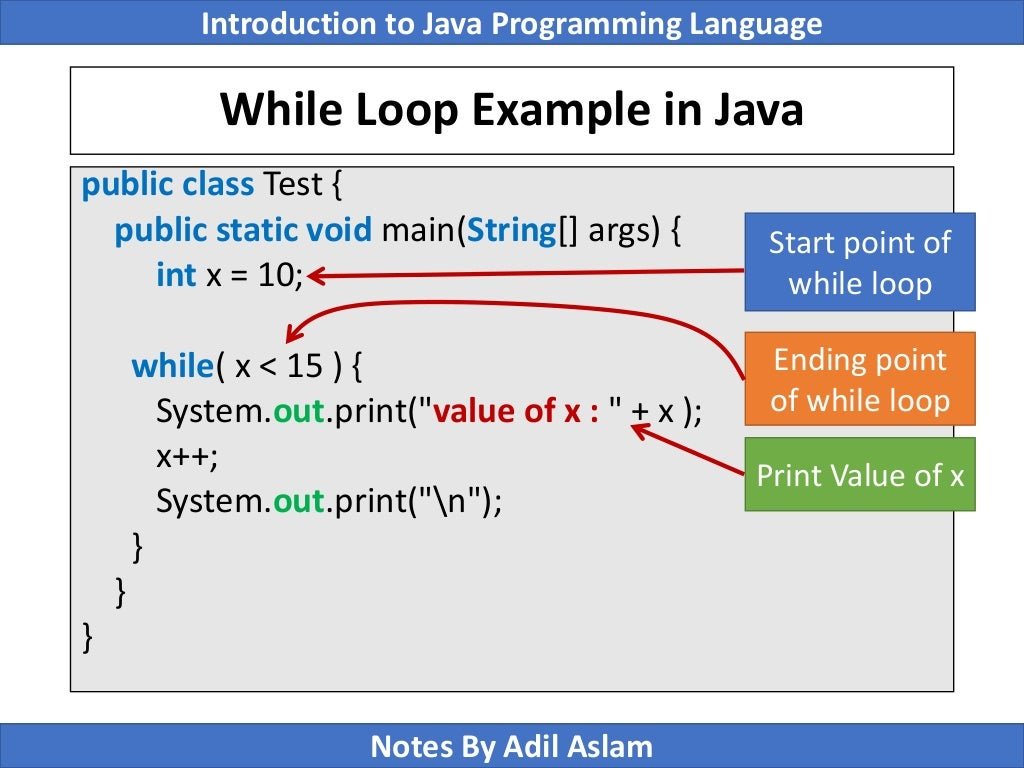 Introduction to Java Programming Language
While Loop Example in Java
public class Test {
public static void main(String[] args) {
int x = 10;
while( x < 15 ) {
System.out.print("value of x : " + x );
x++;
System.out.print("\n");
}
}
}
Start point of
while loop
Ending point
of while loop
Print Value of x
Notes By Adil Aslam